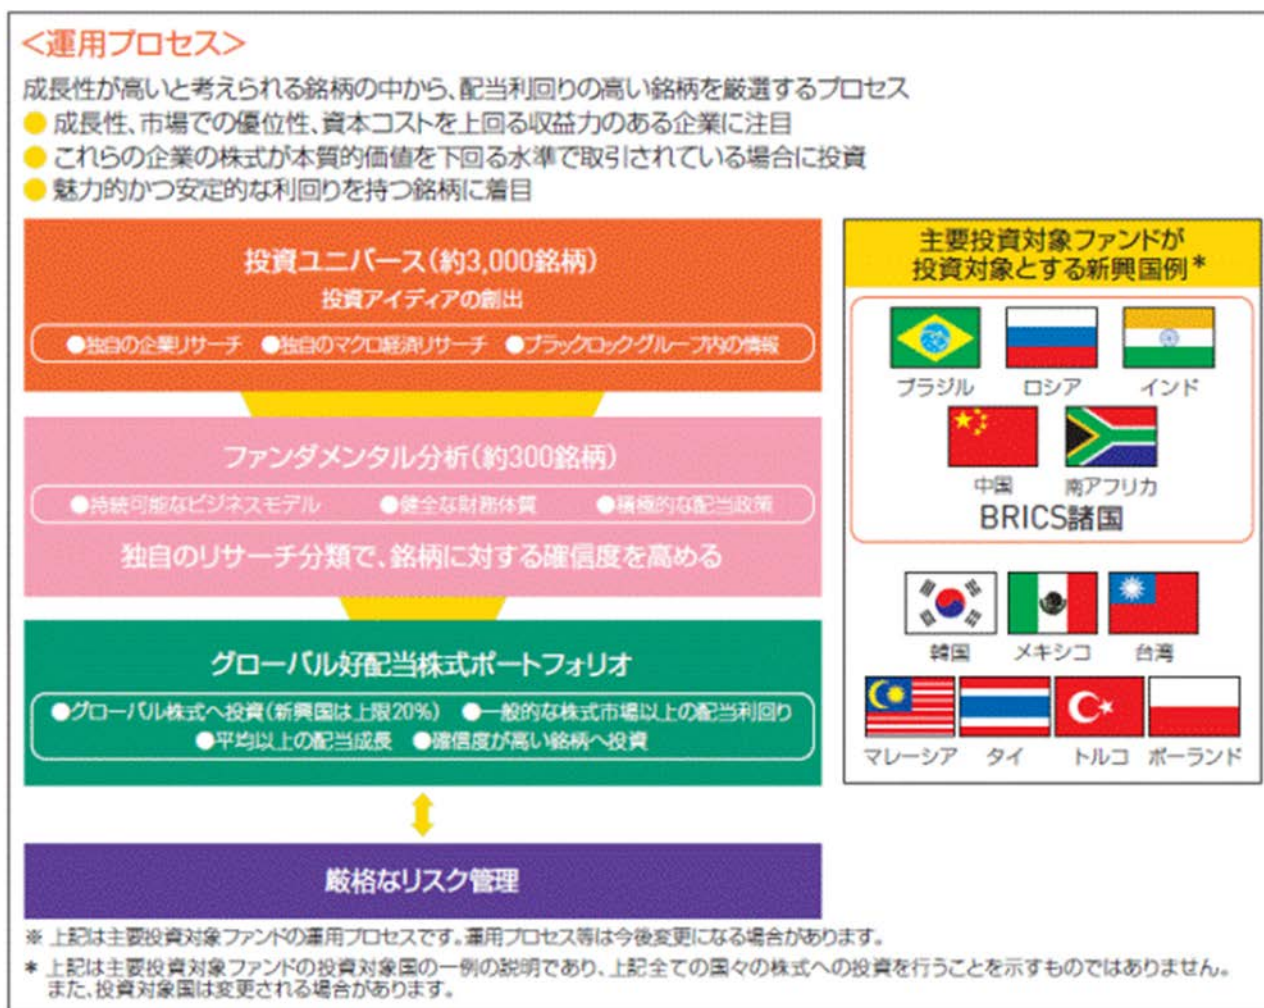 ＜運用プロセス＞
成長性が高いと考えられる銘柄の中から、配当利回りの高い銘柄を厳選するプロセス
● 成長性、市場での優位性、資本コストを上回る収益力のある企業に注目
● これらの企業の株式が本質的価値を下回る水準で取引されている場合に投資
● 魅力的かつ安定的な利回りを持つ銘柄に着目
投資ユニバース(約3,000銘柄)
投資アイディアの創出
●独自の企業リサーチ ●独自のマクロ経済リサーチ ●ブラックロック・グループ内の情報
ファンダメンタル分析(約300銘柄)
●持続可能なビジネスモデル ●健全な財務体質 ●積極的な配当政策
独自のリサーチ分類で、銘柄に対する確信度を高める
グローバル好配当株式ポートフォリオ
●グローバル株式へ投資(新興国は上限20%) ●一般的な株式市場以上の配当利回り
●平均以上の配当成長 ●確信度が高い銘柄へ投資
厳格なリスク管理
主要投資対象ファンドが
投資対象とする新興国例*
ブラジル ロシア インド
中国 南アフリカ
BRICS諸国
韓国 メキシコ 台湾
マレーシア タイ トルコ ポーランド
※ 上記は主要投資対象ファンドの運用プロセスです。運用プロセス等は今後変更になる場合があります。
* 上記は主要投資対象ファンドの投資対象国の一例の説明であり、上記全ての国々の株式への投資を行うことを示すものではありません。
また、投資対象国は変更される場合があります。